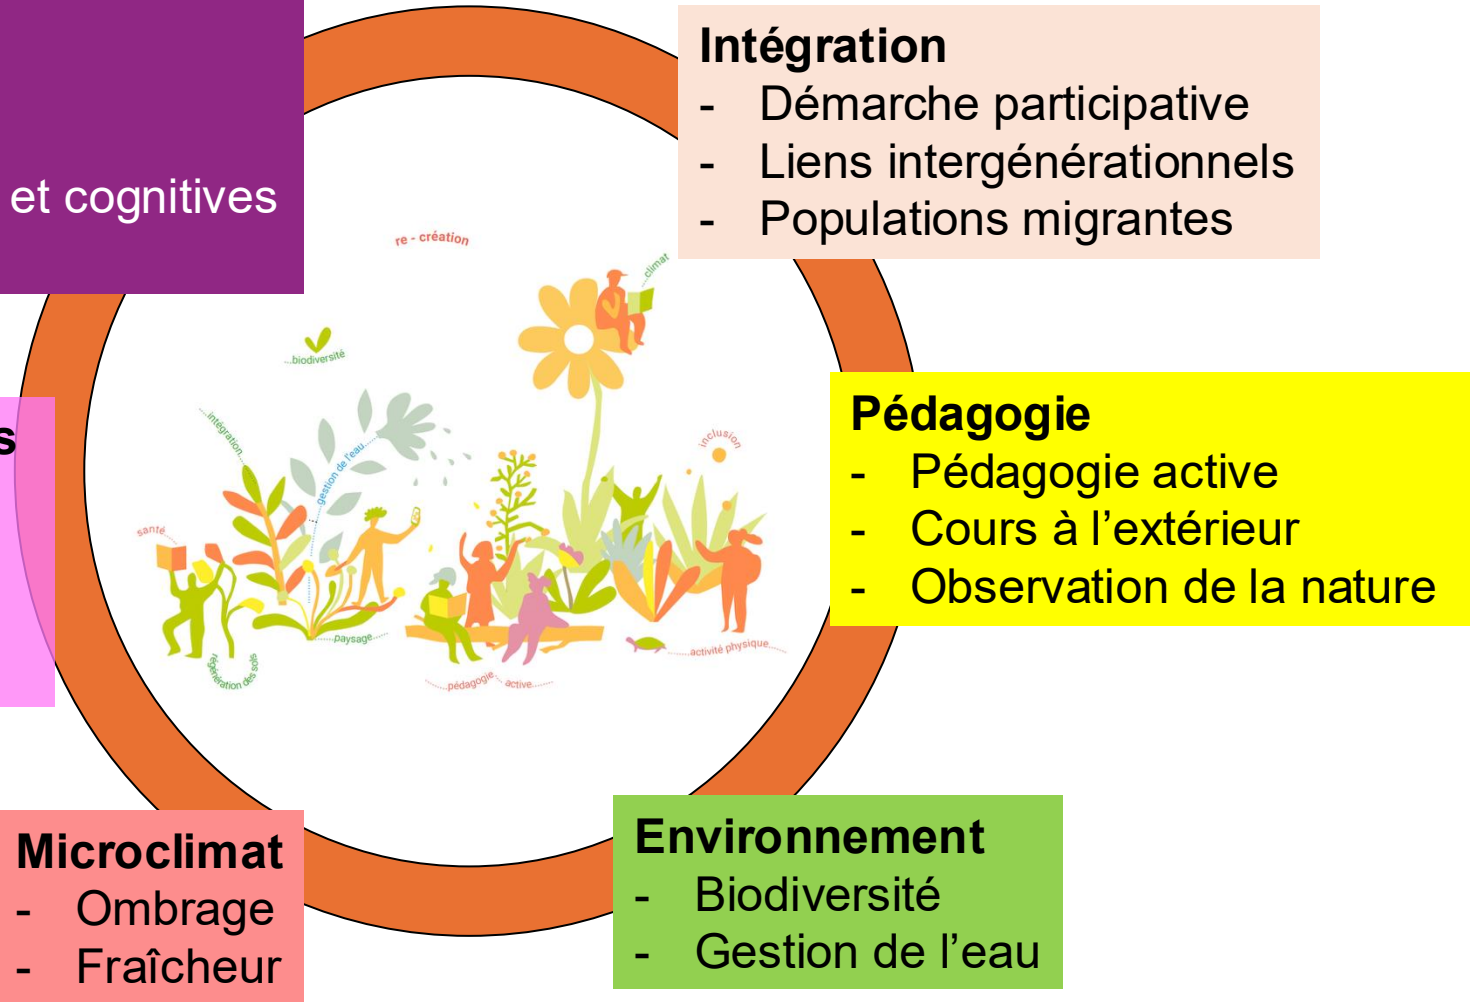 et cognitives
Intégration
- Démarche participative
- Liens intergénérationnels
- Populations migrantes
re - création
....climat
...biodiversité
....intégration....
gestion de l'eau....
inclusion
santé.....
s
Pédagogie
- Pédagogie active
- Cours à l’extérieur
- Observation de la nature
.......paysage.....
........activité physique.......
régénération des sols
.......pédagogie..... active.......
Microclimat
- Ombrage
- Fraîcheur
Environnement
- Biodiversité
- Gestion de l’eau